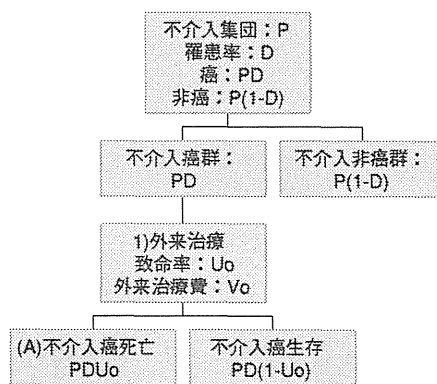 不介入集団：P
罹患率：D
癌：PD
非癌：P(1-D)
不介入癌群：
PD
不介入非癌群：
P(1-D)
1)外来治療
致命率：Uo
外来治療費：Vo
(A)不介入癌死亡
PDUo
不介入癌生存
PD(1-Uo)